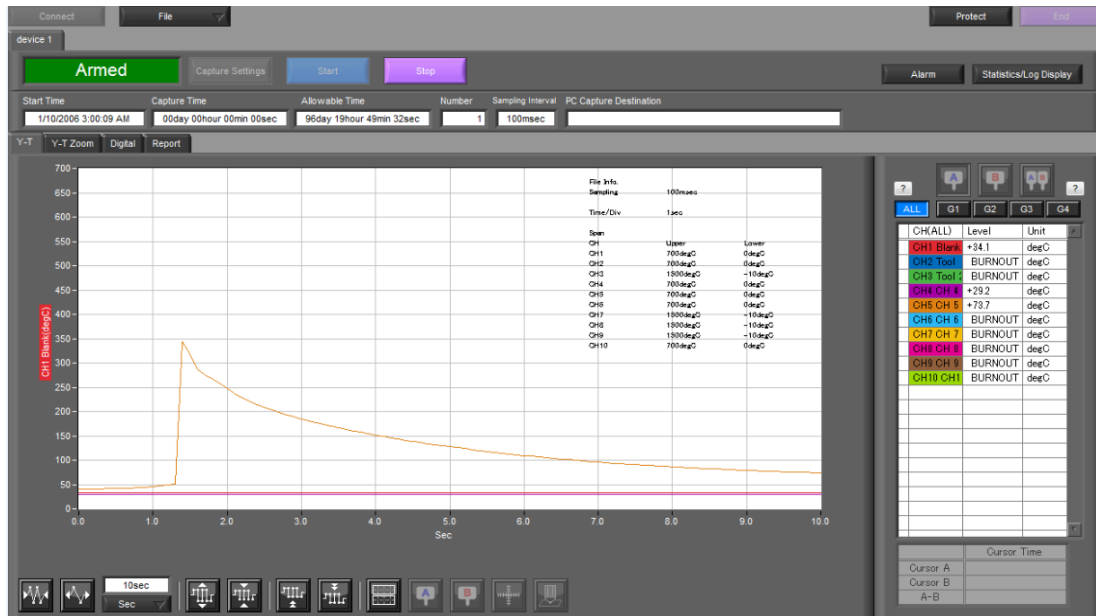 Connect File Protect End
device 1
Armed Capture Settings Start Stop Alarm Statistics/Log Display
Start Time Capture Time Allowable Time Number Sampling Interval PC Capture Destination
1/10/2006 3:00:09 AM 00day 00hour 00min 00sec 96day 19hour 49min 32sec 1 100msec
Y-T Y-T Zoom Digital Report
A B A B
? ?
ALL G1 G2 G3 G4
CH(ALL) Level Unit
CH1 Blank +34.1 degC
CH2 Tool BURNOUT degC
CH3 Tool 2 BURNOUT degC
CH4 CH 4 +29.2 degC
CH5 CH 5 +73.7 degC
CH6 CH 6 BURNOUT degC
CH7 CH 7 BURNOUT degC
CH8 CH 8 BURNOUT degC
CH9 CH 9 BURNOUT degC
CH10 CH1 BURNOUT degC
File Info.
Sampling 100msec
Time/Div 1sec
Span
CH Upper Lower
CH1 700degC 0degC
CH2 700degC 0degC
CH3 1300degC -10degC
CH4 700degC 0degC
CH5 700degC 0degC
CH6 700degC 0degC
CH7 1300degC -10degC
CH8 1300degC -10degC
CH9 1300degC -10degC
CH10 700degC 0degC
CH1 Blank(degC)
700
650
600
550
500
450
400
350
300
250
200
150
100
50
0
0.0 1.0 2.0 3.0 4.0 5.0 6.0 7.0 8.0 9.0 10.0
Sec
Cursor Time
Cursor A
Cursor B
A-B
10sec
Sec
A B